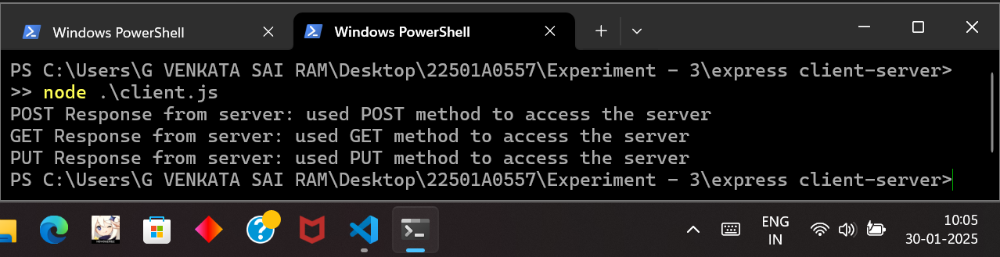 Windows PowerShell
Windows PowerShell
PS C:\Users\G VENKATA SAI RAM\Desktop\22501A0557\Experiment - 3\express client-server>
>> node .\client.js
POST Response from server: used POST method to access the server
GET Response from server: used GET method to access the server
PUT Response from server: used PUT method to access the server
PS C:\Users\G VENKATA SAI RAM\Desktop\22501A0557\Experiment - 3\express client-server>
ENG
IN
10:05
30-01-2025